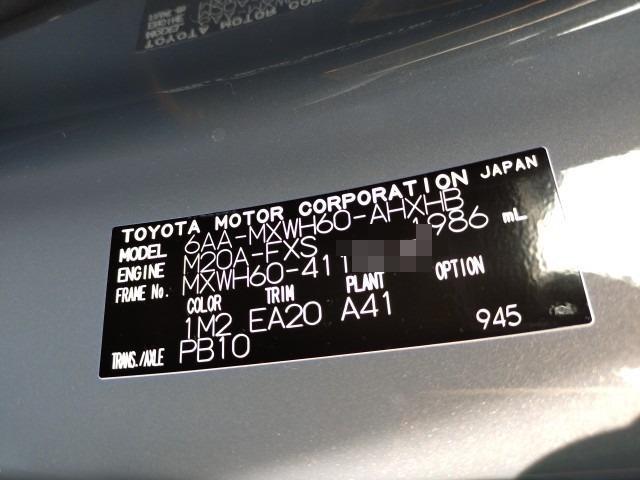 TOYOTA MOTOR CORPORATION JAPAN
MODEL 6AA-MXWH60-AHXHB
ENGINE M20A-FXS 1986 mL
FRAME No. MXWH60-411
COLOR TRIM PLANT OPTION
1M2 EA20 A41
TRANS./AXLE PB10 945